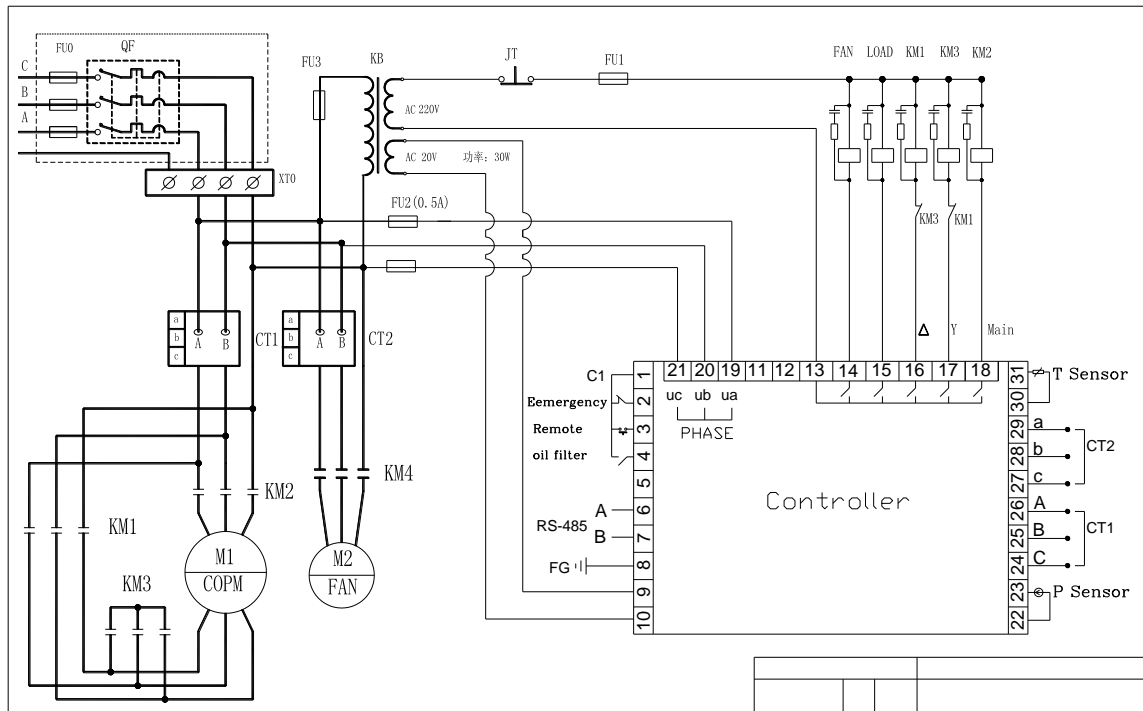 FU0 QF
C
B
A
XT0
FU3 KB JT FU1
AC 220V
AC 20V 功率：30W
FU2(0.5A)
FAN LOAD KM1 KM3 KM2
KM3 KM1
Δ Y Main
a
b
c
A B
CT1
a
b
c
A B
CT2
KM1
KM2
KM3
KM4
M1
COPM
M2
FAN
21 20 19 11 12 13 14 15 16 17 18
uc ub ua
PHASE
Controller
C1 1
Eemergency 2
Remote 3
oil filter 4
5
RS-485
A 6
B 7
FG 8
9
10
31 T Sensor
30
29 a
28 b
27 c
CT2
26 A
25 B
24 C
CT1
23 P Sensor
22